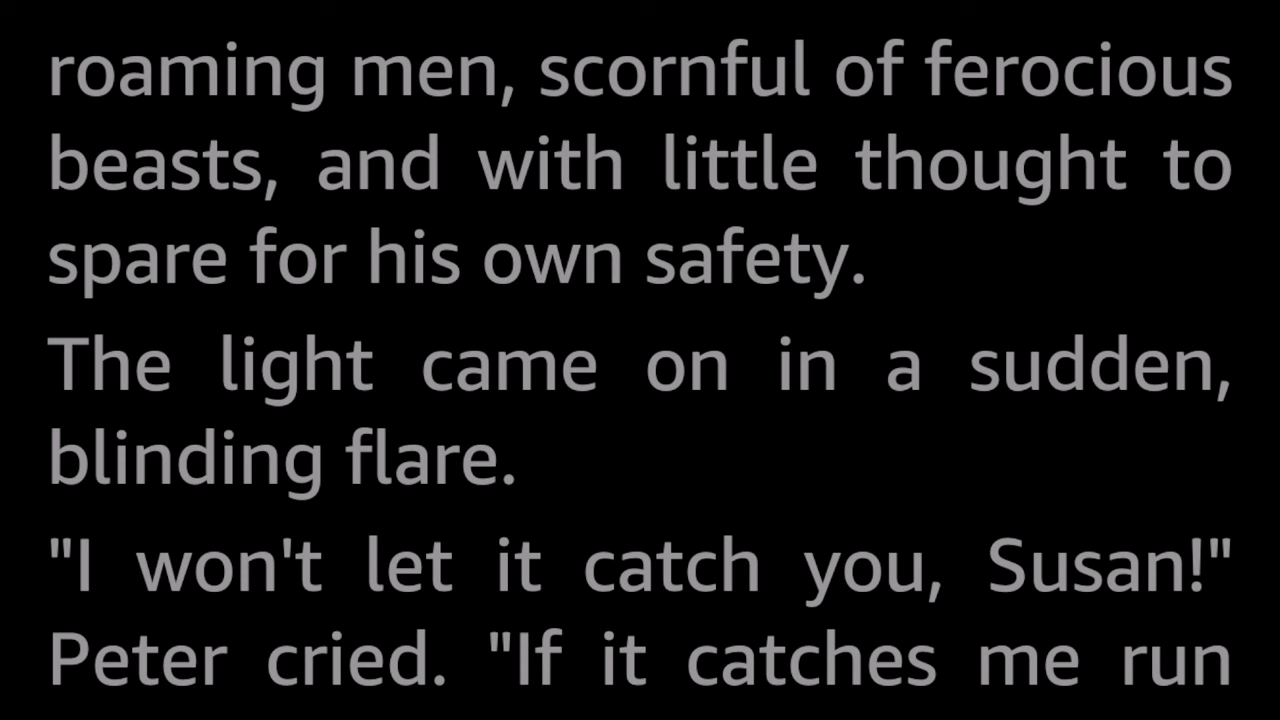 roaming men, scornful of ferocious
beasts, and with little thought to
spare for his own safety.
The light came on in a sudden,
blinding flare.
"I won't let it catch you, Susan!"
Peter cried. "If it catches me run